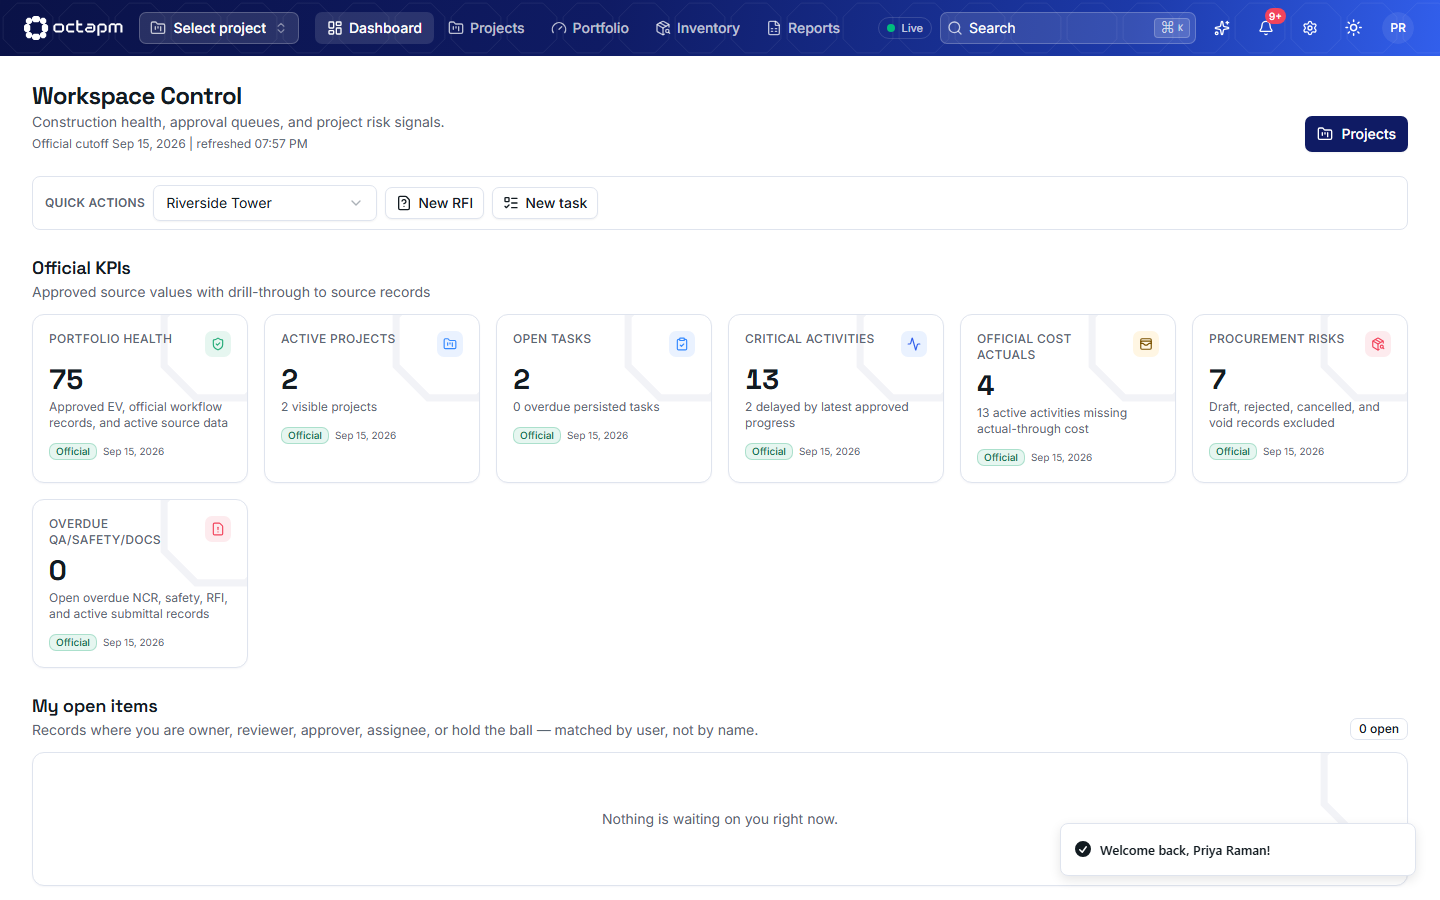 octapm
Select project
Dashboard
Projects
Portfolio
Inventory
Reports
Live
Search
⌘ K
9+
PR
Workspace Control
Construction health, approval queues, and project risk signals.
Official cutoff Sep 15, 2026 | refreshed 07:57 PM
Projects
QUICK ACTIONS
Riverside Tower
New RFI
New task
Official KPIs
Approved source values with drill-through to source records
PORTFOLIO HEALTH
75
Approved EV, official workflow
records, and active source data
Official Sep 15, 2026
ACTIVE PROJECTS
2
2 visible projects
Official Sep 15, 2026
OPEN TASKS
2
0 overdue persisted tasks
Official Sep 15, 2026
CRITICAL ACTIVITIES
13
2 delayed by latest approved
progress
Official Sep 15, 2026
OFFICIAL COST
ACTUALS
4
13 active activities missing
actual-through cost
Official Sep 15, 2026
PROCUREMENT RISKS
7
Draft, rejected, cancelled, and
void records excluded
Official Sep 15, 2026
OVERDUE
QA/SAFETY/DOCS
0
Open overdue NCR, safety, RFI,
and active submittal records
Official Sep 15, 2026
My open items
Records where you are owner, reviewer, approver, assignee, or hold the ball — matched by user, not by name.
0 open
Nothing is waiting on you right now.
Welcome back, Priya Raman!